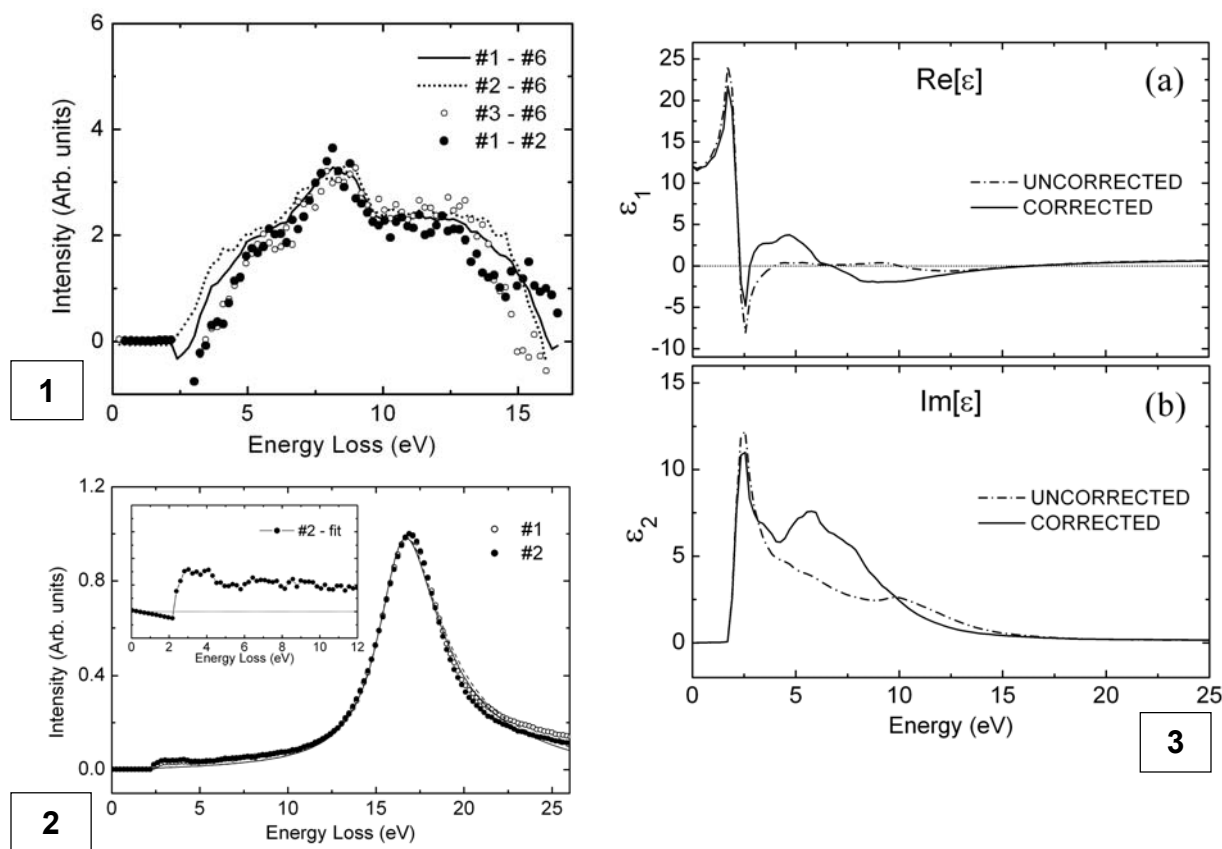 6
4
2
0
Intensity (Arb. units)
#1 - #6
#2 - #6
#3 - #6
#1 - #2
0 5 10 15
Energy Loss (eV)
1
1.2
0.8
0.4
0.0
Intensity (Arb. units)
#2 - fit
0 2 4 6 8 10 12
Energy Loss (eV)
#1
#2
0 5 10 15 20 25
Energy Loss (eV)
2
25
20
15
10
5
0
-5
-10
ε1
Re[ε]
(a)
UNCORRECTED
CORRECTED
15
10
5
0
ε2
Im[ε]
(b)
UNCORRECTED
CORRECTED
0 5 10 15 20 25
Energy (eV)
3